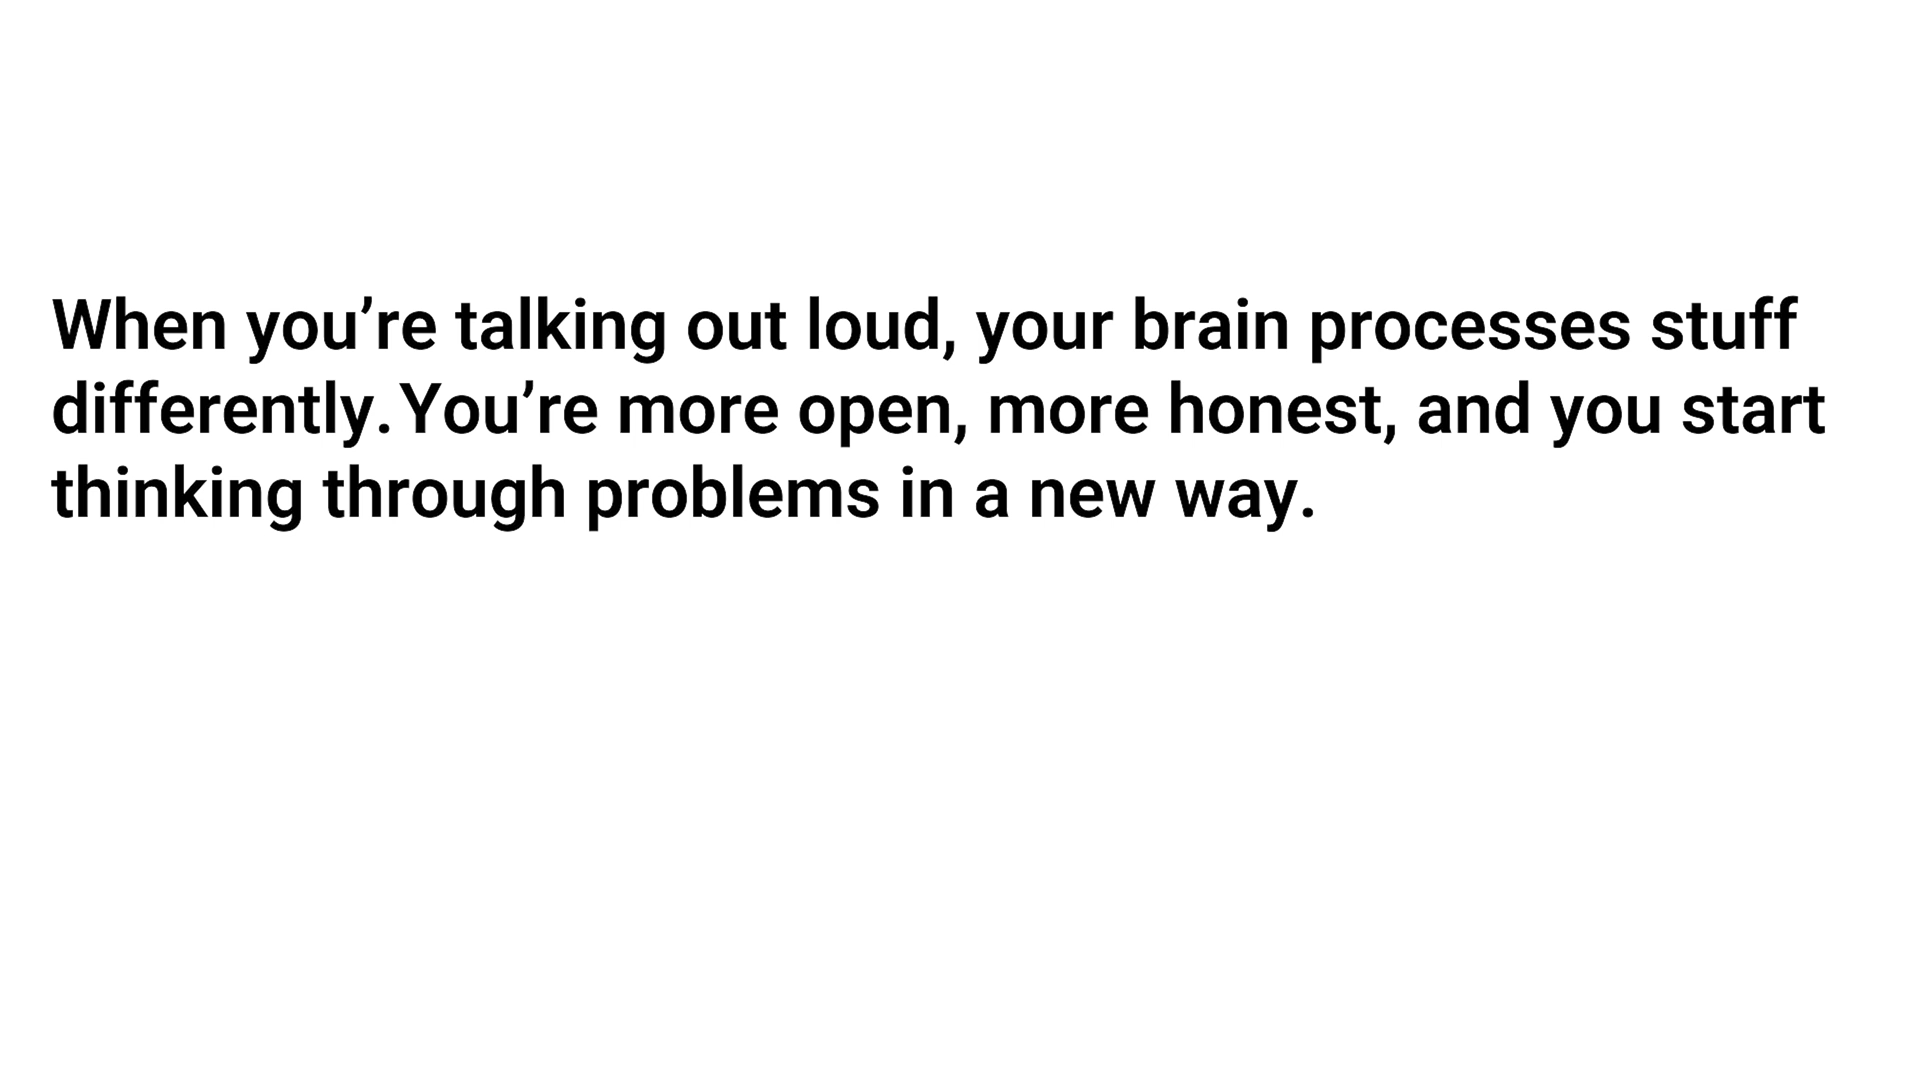 When you’re talking out loud, your brain processes stuff
differently. You’re more open, more honest, and you start
thinking through problems in a new way.